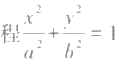 程 x²/a² + y²/b² = 1